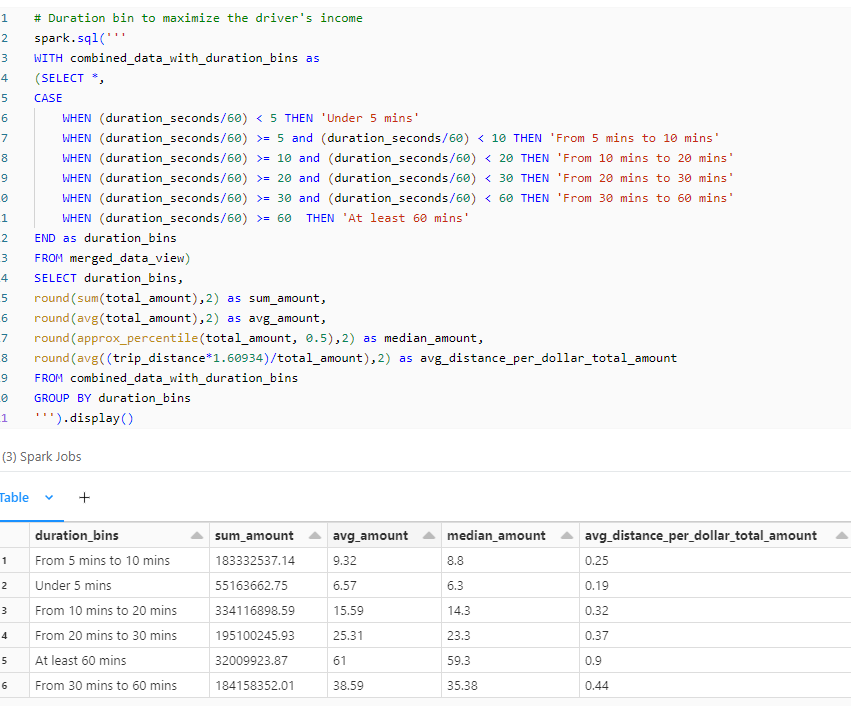 1 # Duration bin to maximize the driver's income
2 spark.sql('''
3 WITH combined_data_with_duration_bins as
4 (SELECT *,
5 CASE
6 WHEN (duration_seconds/60) < 5 THEN 'Under 5 mins'
7 WHEN (duration_seconds/60) >= 5 and (duration_seconds/60) < 10 THEN 'From 5 mins to 10 mins'
8 WHEN (duration_seconds/60) >= 10 and (duration_seconds/60) < 20 THEN 'From 10 mins to 20 mins'
9 WHEN (duration_seconds/60) >= 20 and (duration_seconds/60) < 30 THEN 'From 20 mins to 30 mins'
0 WHEN (duration_seconds/60) >= 30 and (duration_seconds/60) < 60 THEN 'From 30 mins to 60 mins'
1 WHEN (duration_seconds/60) >= 60  THEN 'At least 60 mins'
2 END as duration_bins
3 FROM merged_data_view)
4 SELECT duration_bins,
5 round(sum(total_amount),2) as sum_amount,
6 round(avg(total_amount),2) as avg_amount,
7 round(approx_percentile(total_amount, 0.5),2) as median_amount,
8 round(avg((trip_distance*1.60934)/total_amount),2) as avg_distance_per_dollar_total_amount
9 FROM combined_data_with_duration_bins
0 GROUP BY duration_bins
1 ''').display()
(3) Spark Jobs
Table +
duration_bins sum_amount avg_amount median_amount avg_distance_per_dollar_total_amount
1 From 5 mins to 10 mins 183332537.14 9.32 8.8 0.25
2 Under 5 mins 55163662.75 6.57 6.3 0.19
3 From 10 mins to 20 mins 334116898.59 15.59 14.3 0.32
4 From 20 mins to 30 mins 195100245.93 25.31 23.3 0.37
5 At least 60 mins 32009923.87 61 59.3 0.9
6 From 30 mins to 60 mins 184158352.01 38.59 35.38 0.44